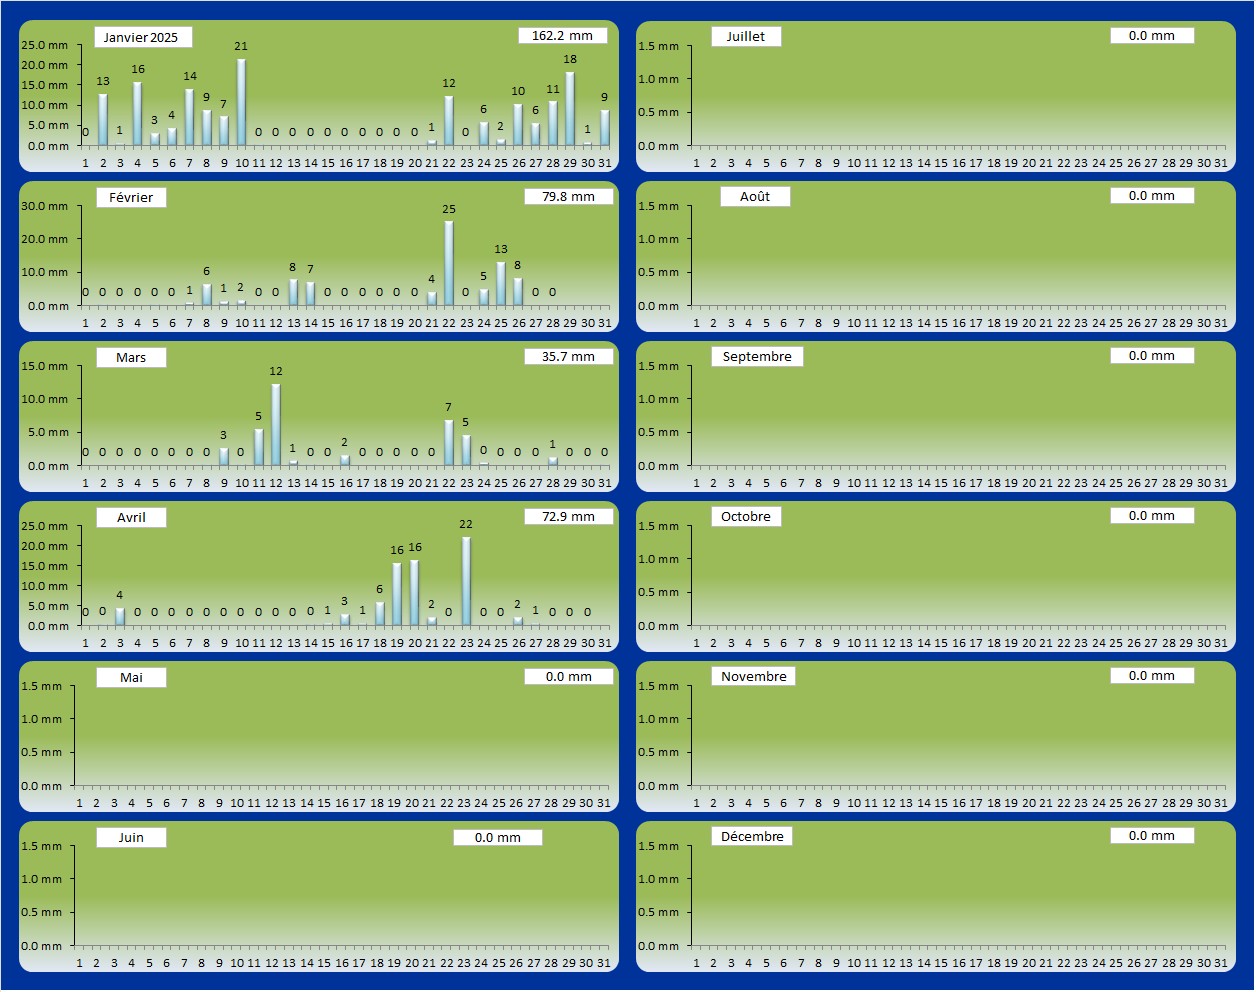 Janvier 2025 162.2 mm
25.0 mm
20.0 mm
15.0 mm
10.0 mm
5.0 mm
0.0 mm
0 13 1 16 3 4 14 9 7 21 0 0 0 0 0 0 0 0 0 0 1 12 0 6 2 10 6 11 18 1 9
1 2 3 4 5 6 7 8 9 10 11 12 13 14 15 16 17 18 19 20 21 22 23 24 25 26 27 28 29 30 31
Février 79.8 mm
30.0 mm
20.0 mm
10.0 mm
0.0 mm
0 0 0 0 0 0 1 6 1 2 0 0 8 7 0 0 0 0 0 0 4 25 0 5 13 8 0 0
1 2 3 4 5 6 7 8 9 10 11 12 13 14 15 16 17 18 19 20 21 22 23 24 25 26 27 28 29 30 31
Mars 35.7 mm
15.0 mm
10.0 mm
5.0 mm
0.0 mm
0 0 0 0 0 0 0 0 3 0 5 12 1 0 0 2 0 0 0 0 0 7 5 0 0 0 0 1 0 0 0
1 2 3 4 5 6 7 8 9 10 11 12 13 14 15 16 17 18 19 20 21 22 23 24 25 26 27 28 29 30 31
Avril 72.9 mm
25.0 mm
20.0 mm
15.0 mm
10.0 mm
5.0 mm
0.0 mm
0 0 4 0 0 0 0 0 0 0 0 0 0 0 1 3 1 6 16 16 2 0 22 0 0 2 1 0 0 0
1 2 3 4 5 6 7 8 9 10 11 12 13 14 15 16 17 18 19 20 21 22 23 24 25 26 27 28 29 30 31
Mai 0.0 mm
1.5 mm
1.0 mm
0.5 mm
0.0 mm
1 2 3 4 5 6 7 8 9 10 11 12 13 14 15 16 17 18 19 20 21 22 23 24 25 26 27 28 29 30 31
Juin 0.0 mm
1.5 mm
1.0 mm
0.5 mm
0.0 mm
1 2 3 4 5 6 7 8 9 10 11 12 13 14 15 16 17 18 19 20 21 22 23 24 25 26 27 28 29 30 31
Juillet 0.0 mm
1.5 mm
1.0 mm
0.5 mm
0.0 mm
1 2 3 4 5 6 7 8 9 10 11 12 13 14 15 16 17 18 19 20 21 22 23 24 25 26 27 28 29 30 31
Août 0.0 mm
1.5 mm
1.0 mm
0.5 mm
0.0 mm
1 2 3 4 5 6 7 8 9 10 11 12 13 14 15 16 17 18 19 20 21 22 23 24 25 26 27 28 29 30 31
Septembre 0.0 mm
1.5 mm
1.0 mm
0.5 mm
0.0 mm
1 2 3 4 5 6 7 8 9 10 11 12 13 14 15 16 17 18 19 20 21 22 23 24 25 26 27 28 29 30 31
Octobre 0.0 mm
1.5 mm
1.0 mm
0.5 mm
0.0 mm
1 2 3 4 5 6 7 8 9 10 11 12 13 14 15 16 17 18 19 20 21 22 23 24 25 26 27 28 29 30 31
Novembre 0.0 mm
1.5 mm
1.0 mm
0.5 mm
0.0 mm
1 2 3 4 5 6 7 8 9 10 11 12 13 14 15 16 17 18 19 20 21 22 23 24 25 26 27 28 29 30 31
Décembre 0.0 mm
1.5 mm
1.0 mm
0.5 mm
0.0 mm
1 2 3 4 5 6 7 8 9 10 11 12 13 14 15 16 17 18 19 20 21 22 23 24 25 26 27 28 29 30 31